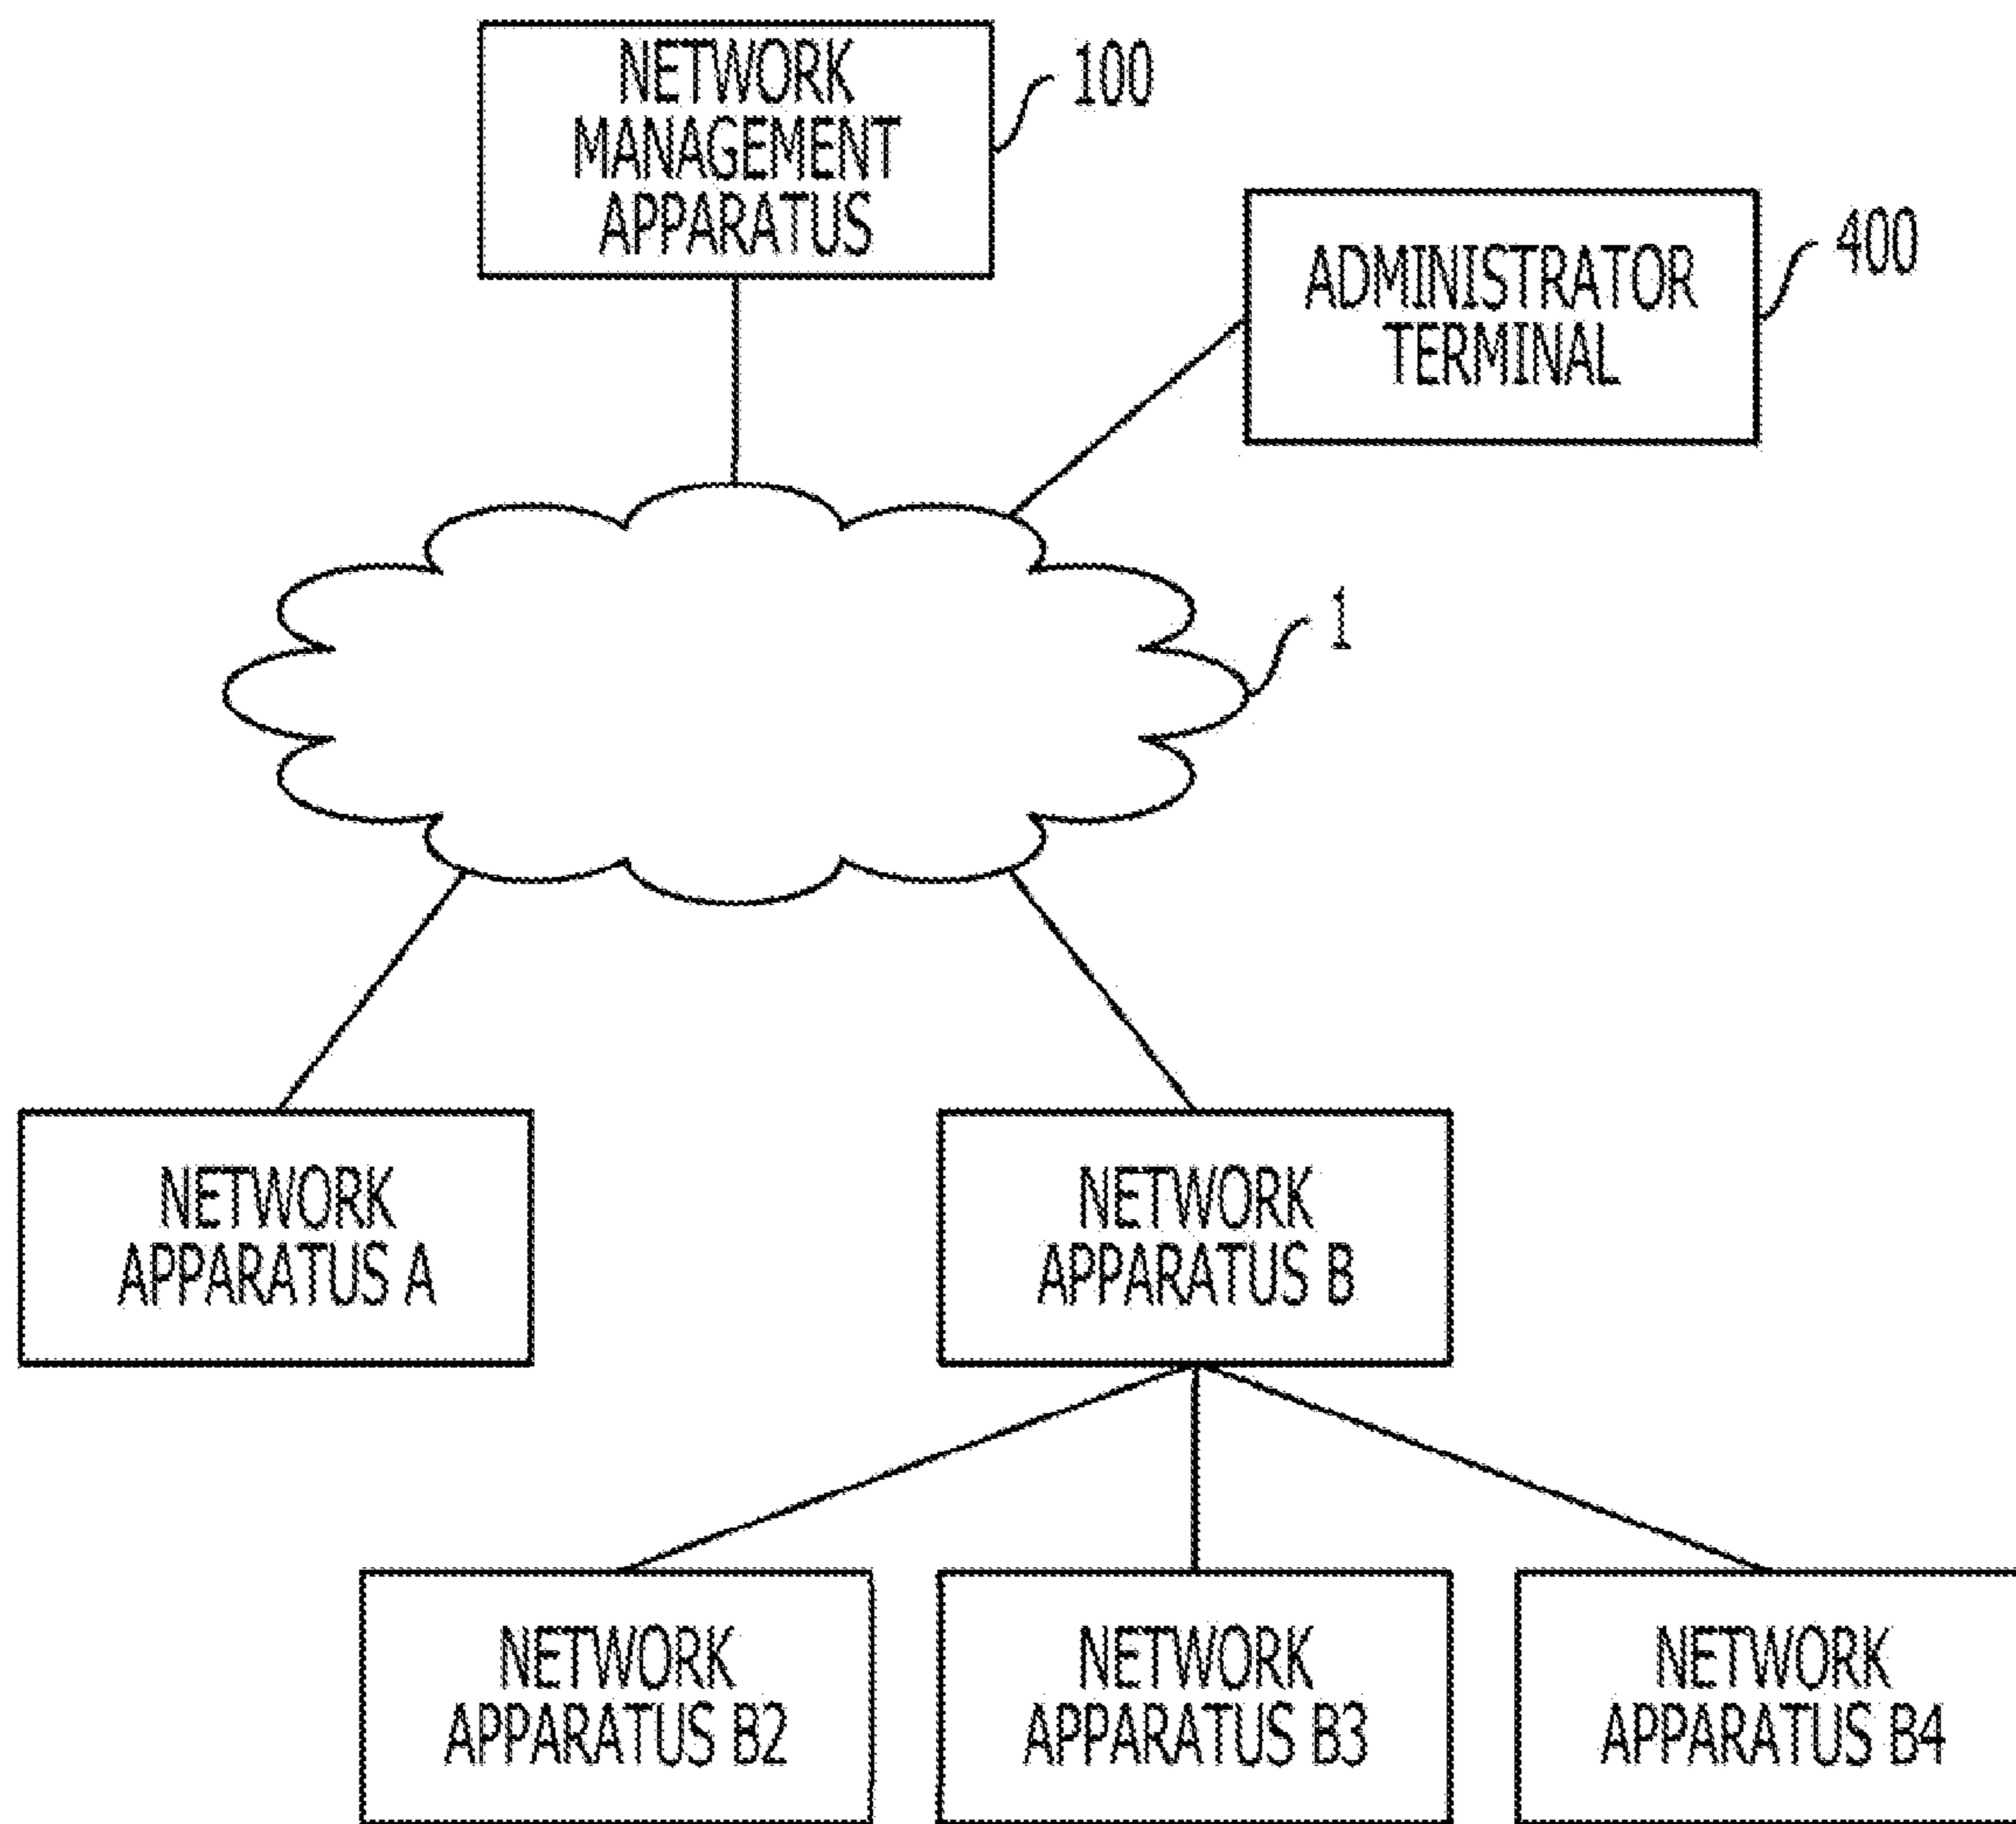 NETWORK
MANAGEMENT
APPARATUS
100
ADMINISTRATOR
TERMINAL
400
1
NETWORK
APPARATUS A
NETWORK
APPARATUS B
NETWORK
APPARATUS B2
NETWORK
APPARATUS B3
NETWORK
APPARATUS B4